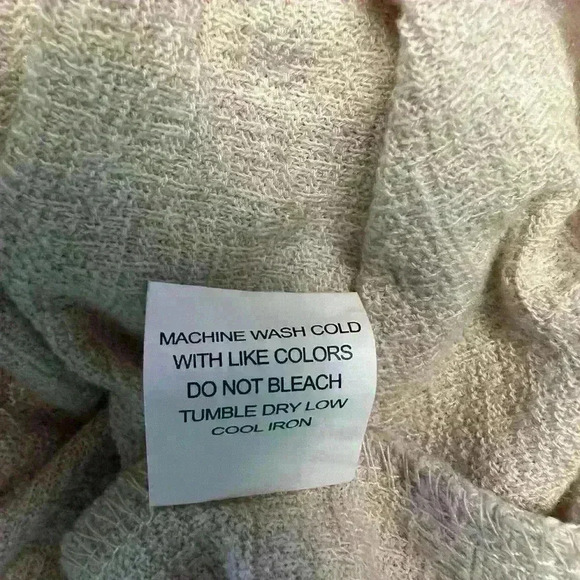 MACHINE WASH COLD
WITH LIKE COLORS
DO NOT BLEACH
TUMBLE DRY LOW
COOL IRON